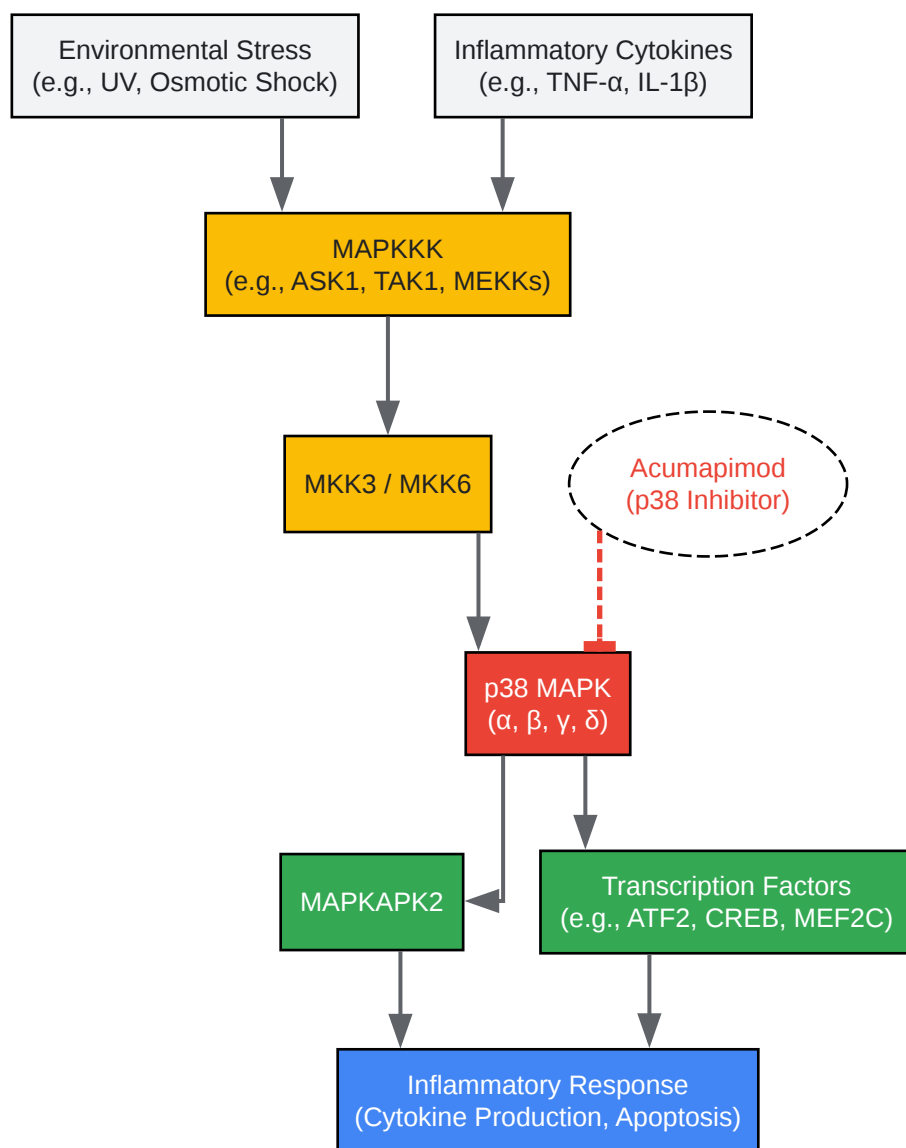 Environmental Stress
(e.g., UV, Osmotic Shock)
Inflammatory Cytokines
(e.g., TNF-α, IL-1β)
MAPKKK
(e.g., ASK1, TAK1, MEKKs)
MKK3 / MKK6
Acumapimod
(p38 Inhibitor)
p38 MAPK
(α, β, γ, δ)
MAPKAPK2
Transcription Factors
(e.g., ATF2, CREB, MEF2C)
Inflammatory Response
(Cytokine Production, Apoptosis)